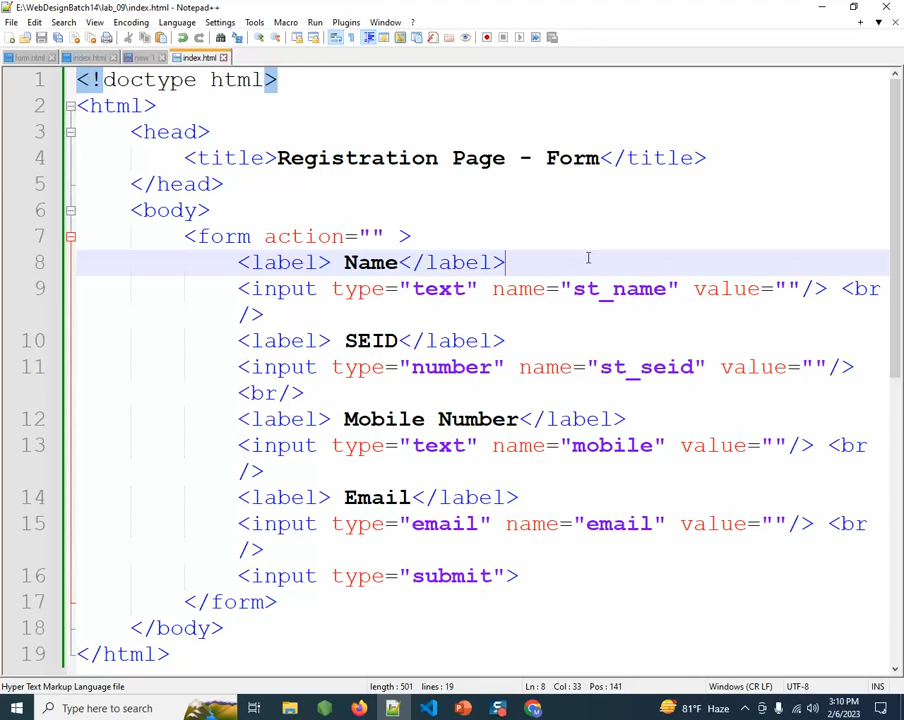 E:\WebDesignBatch14\lab_09\index.html - Notepad++
File Edit Search View Encoding Language Settings Tools Macro Run Plugins Window ?
form.html index.html new 1 index.html
1 <!doctype html>
2 <html>
3 <head>
4 <title>Registration Page - Form</title>
5 </head>
6 <body>
7 <form action="" >
8 <label> Name</label>
9 <input type="text" name="st_name" value=""/> <br
/>
10 <label> SEID</label>
11 <input type="number" name="st_seid" value=""/>
<br/>
12 <label> Mobile Number</label>
13 <input type="text" name="mobile" value=""/> <br
/>
14 <label> Email</label>
15 <input type="email" name="email" value=""/> <br
/>
16 <input type="submit">
17 </form>
18 </body>
19 </html>
Hyper Text Markup Language file length : 501 lines : 19 Ln : 8 Col : 33 Pos : 141 Windows (CR LF) UTF-8 INS
Type here to search 81°F Haze 3:10 PM
2/6/2023